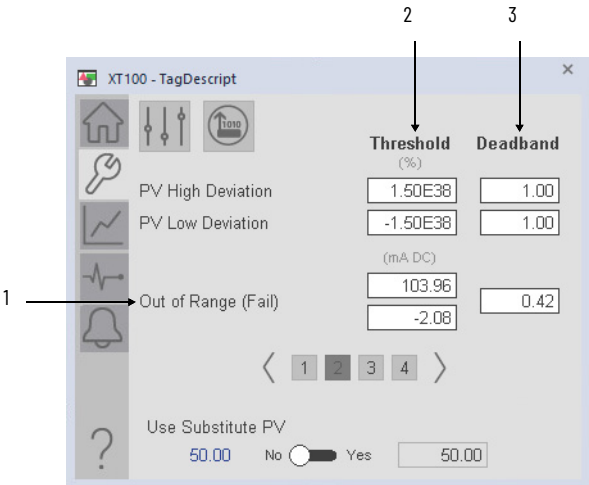 2 3
XT100 - TagDescript ×
1010
Threshold Deadband
(%)
PV High Deviation 1.50E38 1.00
PV Low Deviation -1.50E38 1.00
(mA DC)
103.96
1 Out of Range (Fail) 0.42
-2.08
1 2 3 4
?
Use Substitute PV
50.00 No Yes 50.00